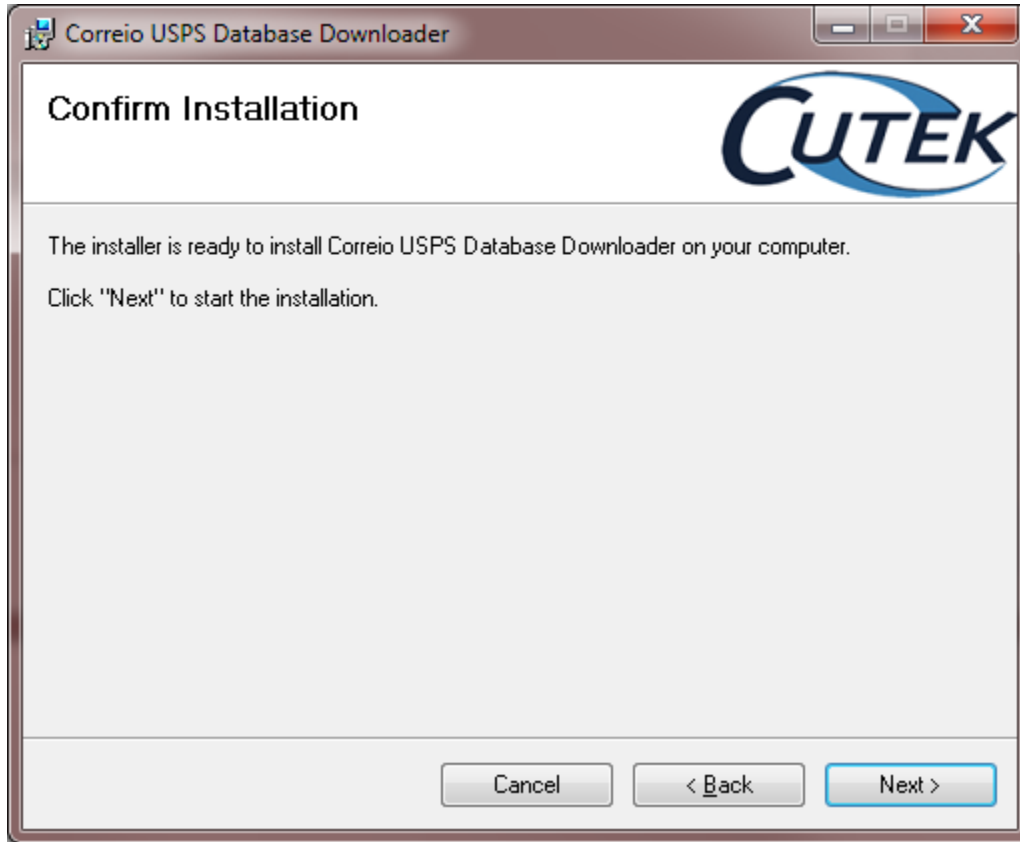 Correio USPS Database Downloader
Confirm Installation
CUTEK
The installer is ready to install Correio USPS Database Downloader on your computer.
Click "Next" to start the installation.
Cancel
< Back
Next >